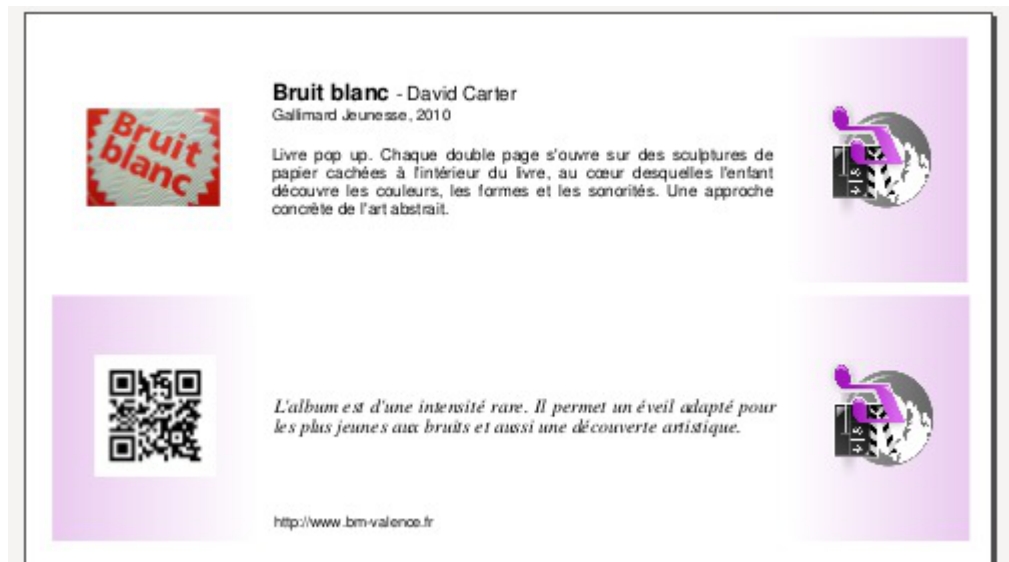 Bruit
blanc
Bruit blanc - David Carter
Gallimard Jeunesse, 2010
Livre pop up. Chaque double page s'ouvre sur des sculptures de
papier cachées à l'intérieur du livre, au cœur desquelles l'enfant
découvre les couleurs, les formes et les sonorités. Une approche
concrète de l'art abstrait.
L'album est d'une intensité rare. Il permet un éveil adapté pour
les plus jeunes aux bruits et aussi une découverte artistique.
http://www.bm-valence.fr